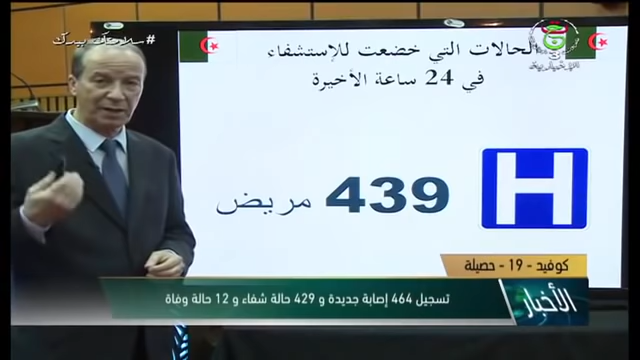 #سلامتك_بيدك
الحالات التي خضعت للإستشفاء
في 24 ساعة الأخيرة
439 مريض
H
كوفيد - 19 - حصيلة
الأخبار
تسجيل 464 إصابة جديدة و 429 حالة شفاء و 12 حالة وفاة